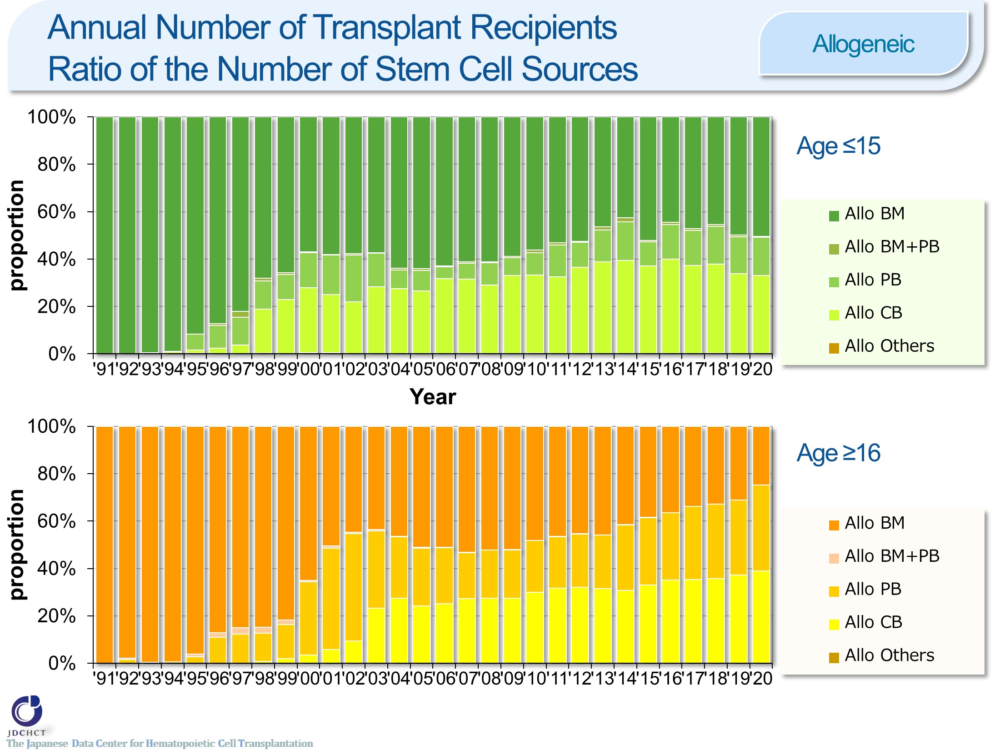 Annual Number of Transplant Recipients
Ratio of the Number of Stem Cell Sources
Allogeneic
100%
80%
60%
40%
20%
0%
proportion
'91 '92 '93 '94 '95 '96 '97 '98 '99 '00 '01 '02 '03 '04 '05 '06 '07 '08 '09 '10 '11 '12 '13 '14 '15 '16 '17 '18 '19 '20
Year
Age ≤15
Allo BM
Allo BM+PB
Allo PB
Allo CB
Allo Others
100%
80%
60%
40%
20%
0%
proportion
'91 '92 '93 '94 '95 '96 '97 '98 '99 '00 '01 '02 '03 '04 '05 '06 '07 '08 '09 '10 '11 '12 '13 '14 '15 '16 '17 '18 '19 '20
Age ≥16
Allo BM
Allo BM+PB
Allo PB
Allo CB
Allo Others
JDCHCT
The Japanese Data Center for Hematopoietic Cell Transplantation